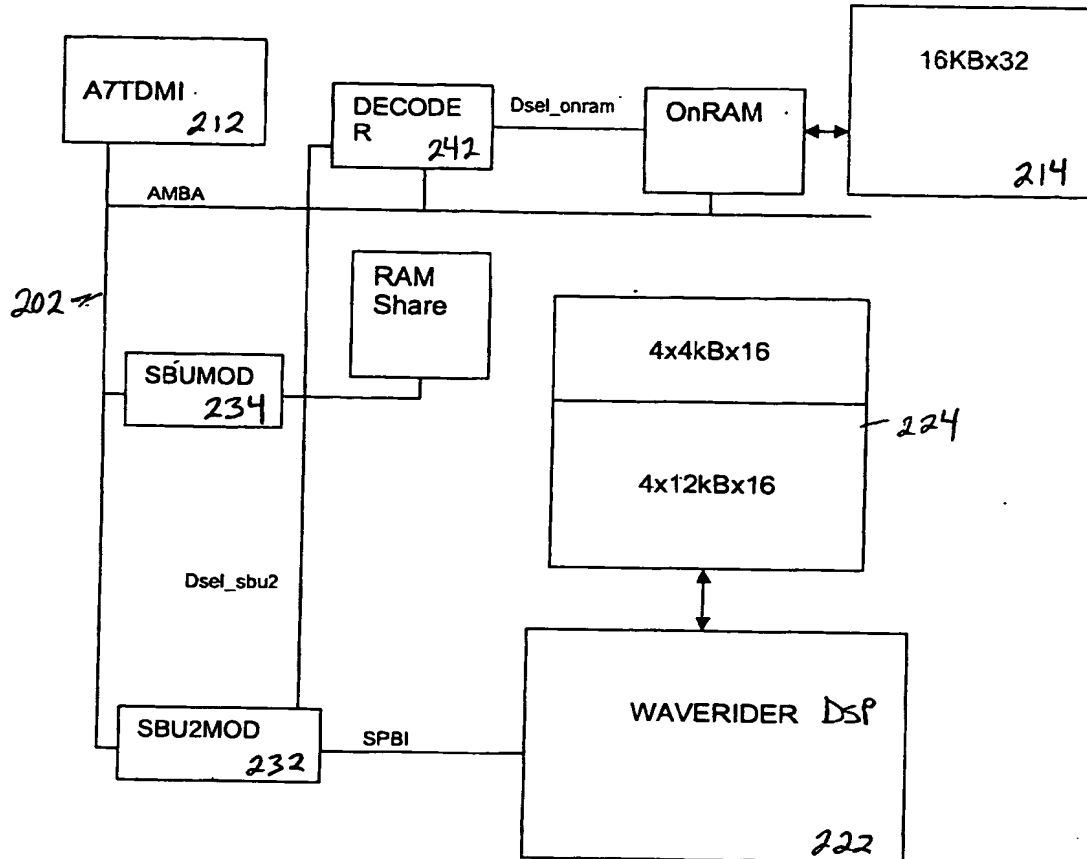 A7TDMI
212
DECODE
R
242
Dsel_onram
OnRAM
16KBx32
214
AMBA
202
RAM
Share
SBUMOD
234
4x4kBx16
224
4x12kBx16
Dsel_sbu2
SBU2MOD
232
SPBI
WAVERIDER DSP
222